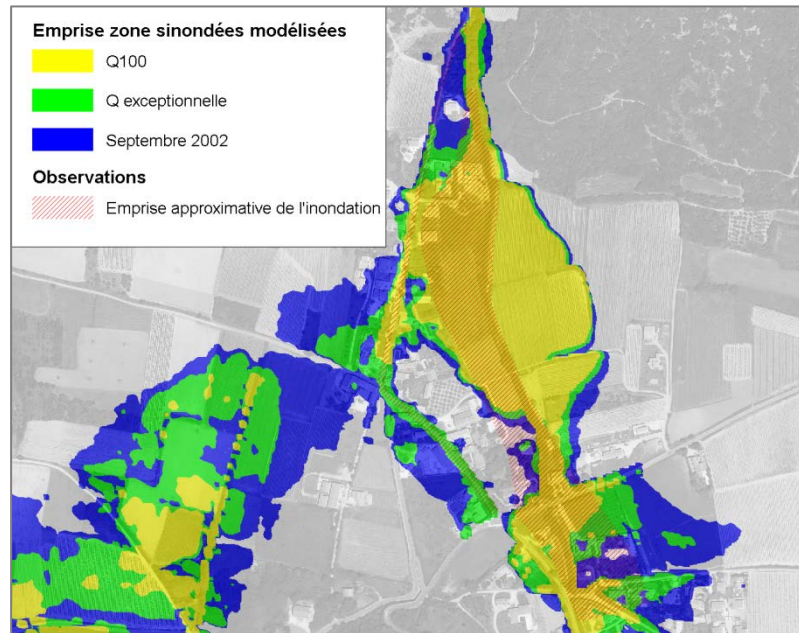 Emprise zone sinondées modélisées
Q100
Q exceptionnelle
Septembre 2002
Observations
Emprise approximative de l'inondation